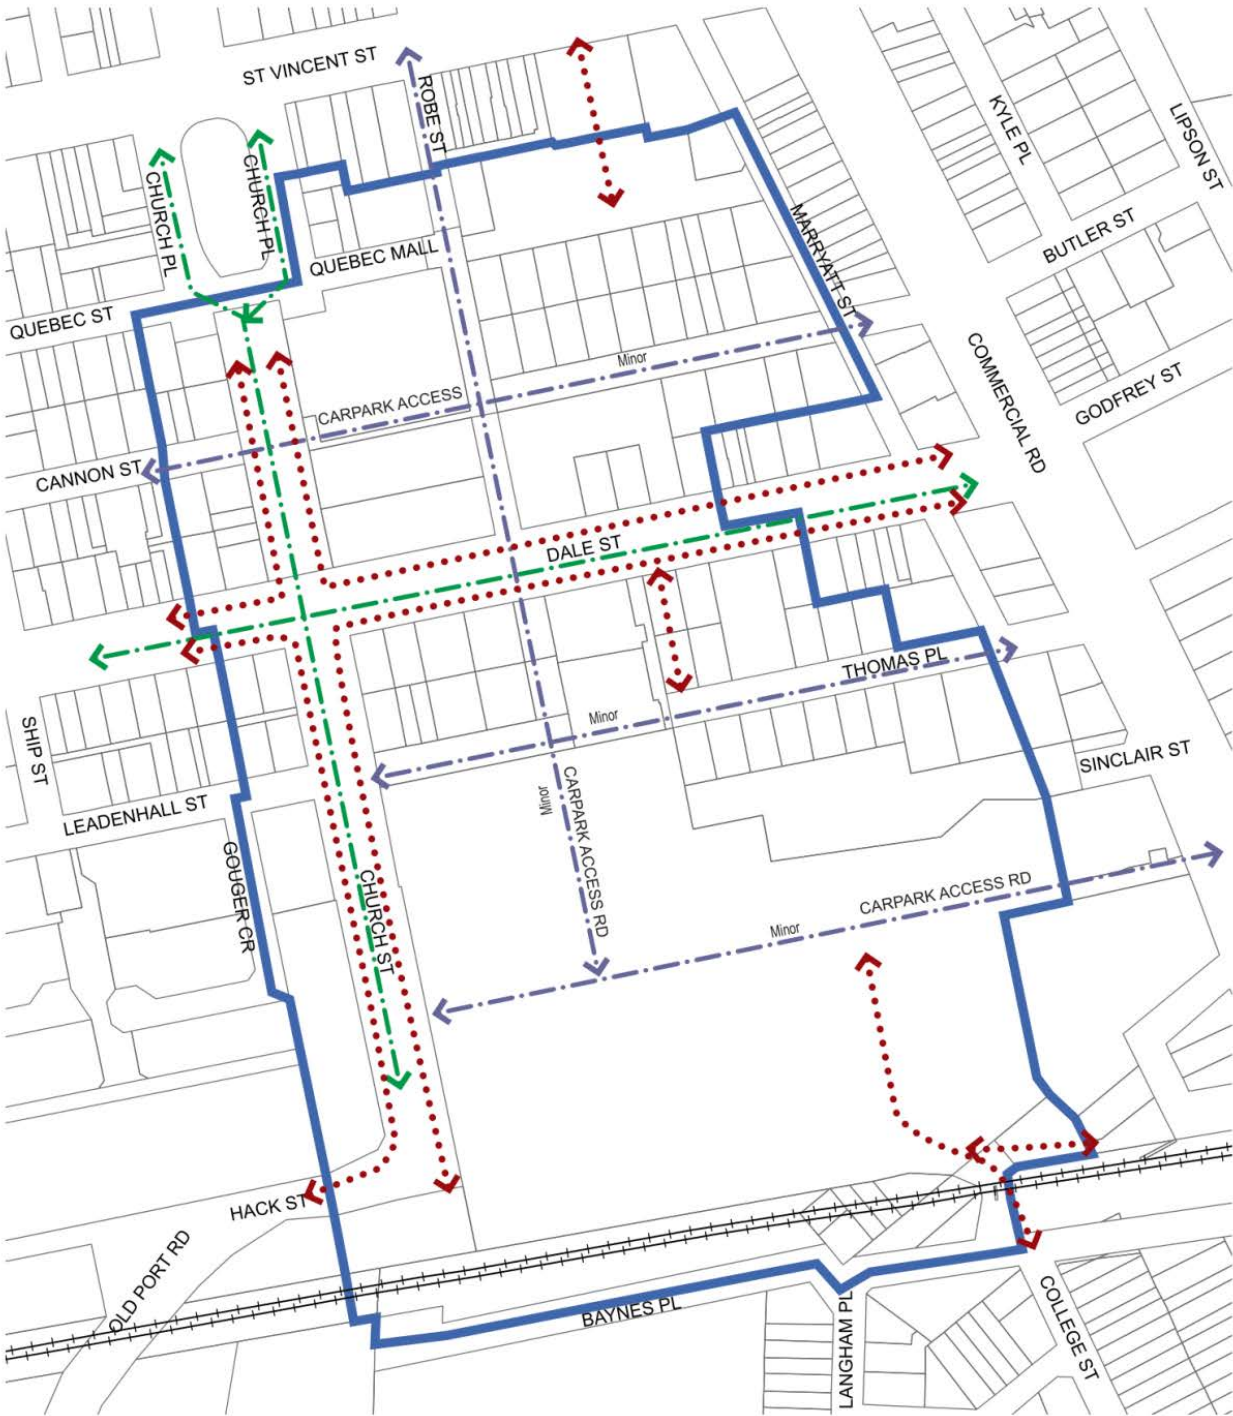 ST VINCENT ST
ROBE ST
KYLE PL
LIPSON ST
CHURCH PL
CHURCH PL
MARRYATT ST
BUTLER ST
QUEBEC MALL
QUEBEC ST
Minor
COMMERCIAL RD
GODFREY ST
CARPARK ACCESS
CANNON ST
DALE ST
THOMAS PL
Minor
SHIP ST
SINCLAIR ST
LEADENHALL ST
CARPARK ACCESS RD
Minor
GOUGER CR
CHURCH ST
CARPARK ACCESS RD
Minor
HACK ST
OLD PORT RD
BAYNES PL
LANGHAM PL
COLLEGE ST